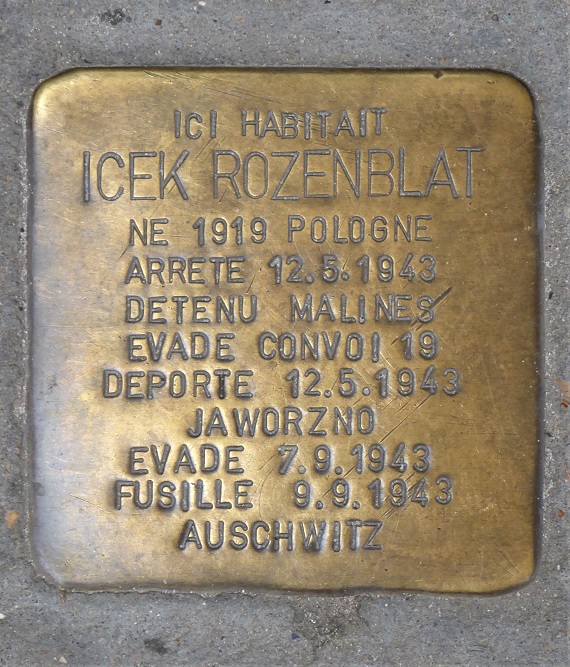 ICI HABITAIT
ICEK ROZENBLAT
NE 1919 POLOGNE
ARRETE 12.5.1943
DETENU MALINES
EVADE CONVOI 19
DEPORTE 12.5.1943
JAWORZNO
EVADE 7.9.1943
FUSILLE 9.9.1943
AUSCHWITZ